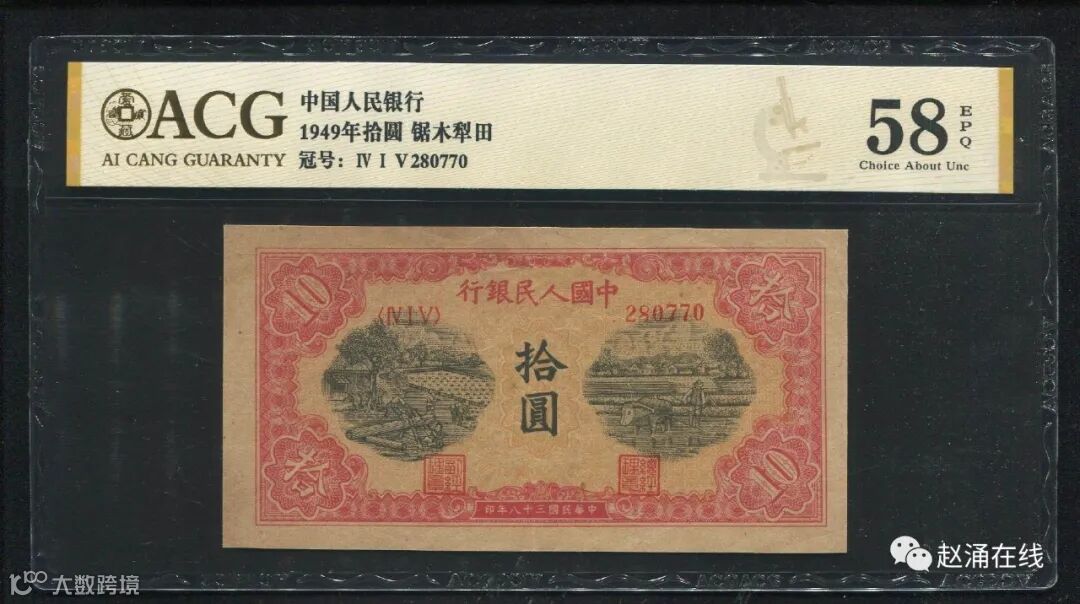 ACG
AI CANG GUARANTY
中国人民银行
1949年拾圆 锯木犁田
冠号：Ⅳ Ⅰ Ⅴ 280770
58
EPQ
Choice About Unc
行銀民人國中
(ⅣⅠⅤ)
280770
10
拾
圓
10
印年八十三國民華中
赵涌在线
大数跨境